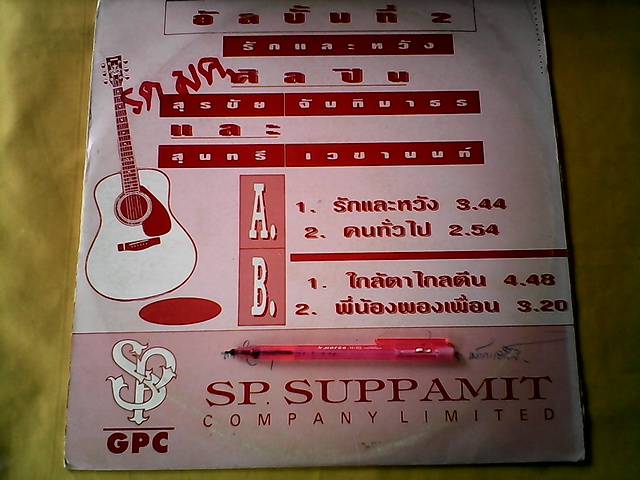 อัลบั้มที่ 2
รักและหวัง
ศิลปิน
สุรชัย จันทิมาธร
และ
สุนทรี เวชานนท์
A.
1. รักและหวัง 3.44
2. คนทั่วไป 2.54
B.
1. ใกล้ตาไกลตีน 4.48
2. พี่น้องผองเพื่อน 3.20
SP
GPC
SP. SUPPAMIT
COMPANY LIMITED